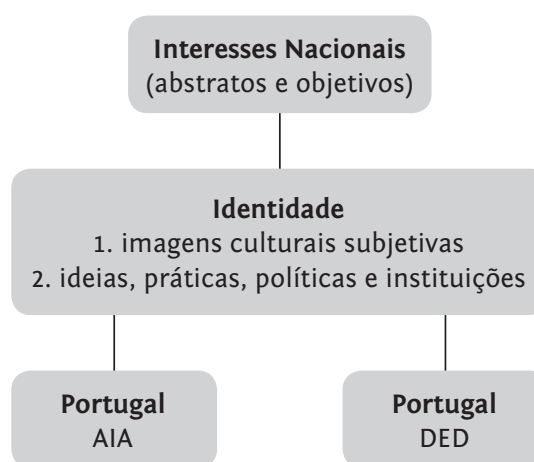 Interesses Nacionais
(abstratos e objetivos)
Identidade
1. imagens culturais subjetivas
2. ideias, práticas, políticas e instituições
Portugal
AIA
Portugal
DED